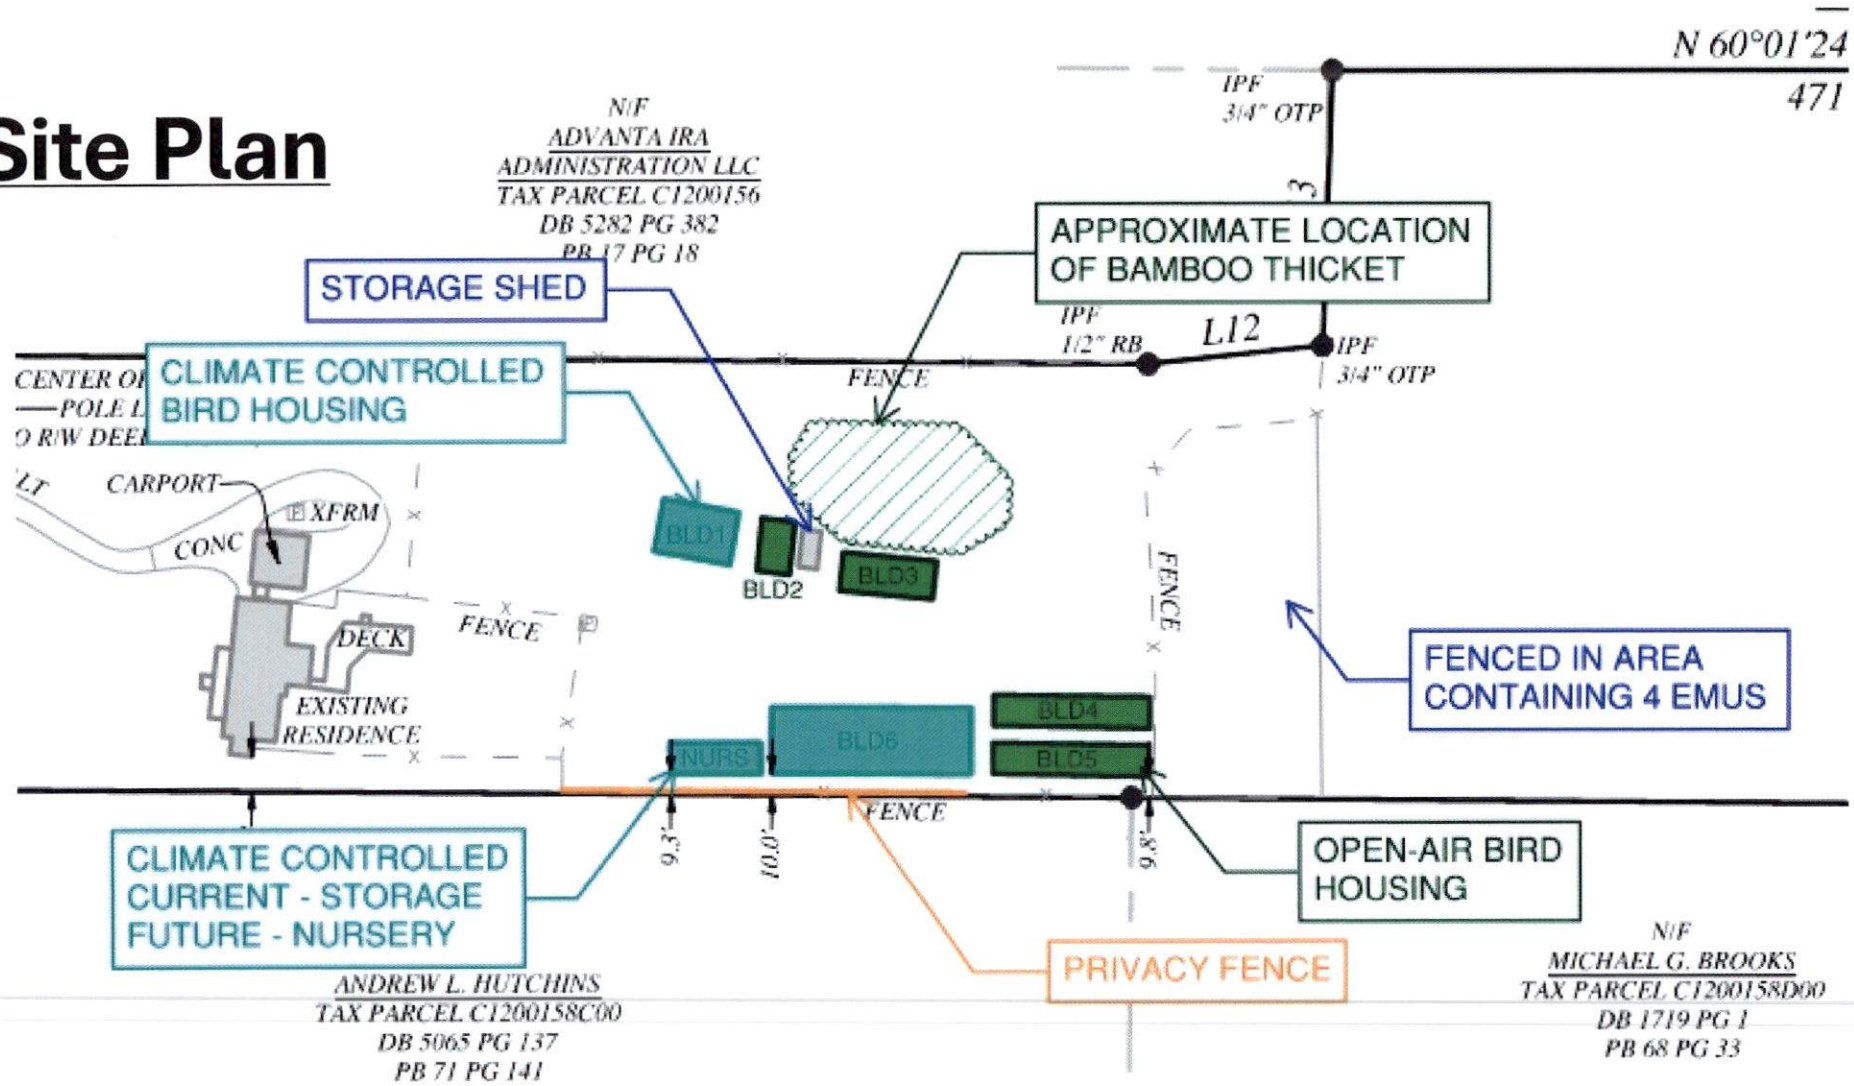 N 60°01'24
471
IPF
3/4" OTP
Site Plan
N/F
ADVANTA IRA
ADMINISTRATION LLC
TAX PARCEL C1200156
DB 5282 PG 382
PB 17 PG 18
3
APPROXIMATE LOCATION
OF BAMBOO THICKET
STORAGE SHED
IPF
1/2" RB
L12
IPF
3/4" OTP
CLIMATE CONTROLLED
BIRD HOUSING
FENCE
CENTER OF
POLE L
O R/W DEE
LT
CARPORT
XFRM
CONC
BLD1
BLD2
BLD3
FENCE
FENCE
DECK
EXISTING
RESIDENCE
FENCED IN AREA
CONTAINING 4 EMUS
BLD4
BLD5
BLD6
NURS
FENCE
9.3'
10.0'
9.8'
CLIMATE CONTROLLED
CURRENT - STORAGE
FUTURE - NURSERY
OPEN-AIR BIRD
HOUSING
PRIVACY FENCE
ANDREW L. HUTCHINS
TAX PARCEL C1200158C00
DB 5065 PG 137
PB 71 PG 141
N/F
MICHAEL G. BROOKS
TAX PARCEL C1200158D00
DB 1719 PG 1
PB 68 PG 33